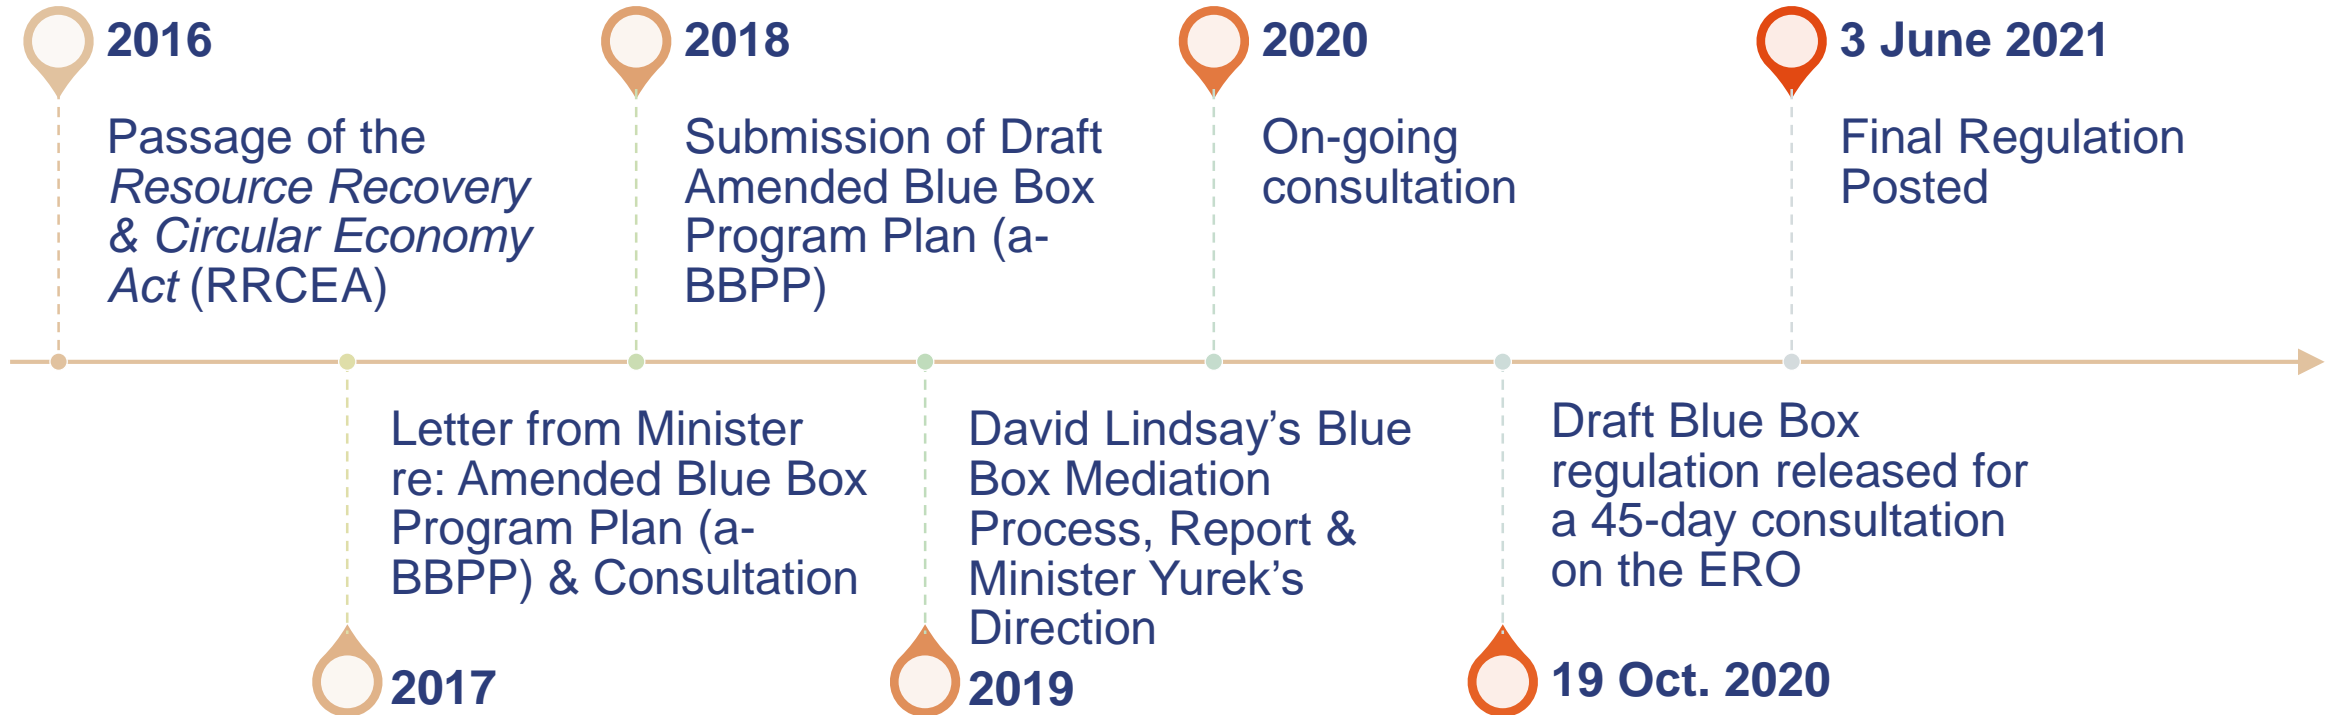 2016
Passage of the
Resource Recovery
& Circular Economy
Act (RRCEA)
Letter from Minister
re: Amended Blue Box
Program Plan (a-
BBPP) & Consultation
2017
2018
Submission of Draft
Amended Blue Box
Program Plan (a-
BBPP)
David Lindsay’s Blue
Box Mediation
Process, Report &
Minister Yurek’s
Direction
2019
2020
On-going
consultation
Draft Blue Box
regulation released for
a 45-day consultation
on the ERO
19 Oct. 2020
3 June 2021
Final Regulation
Posted